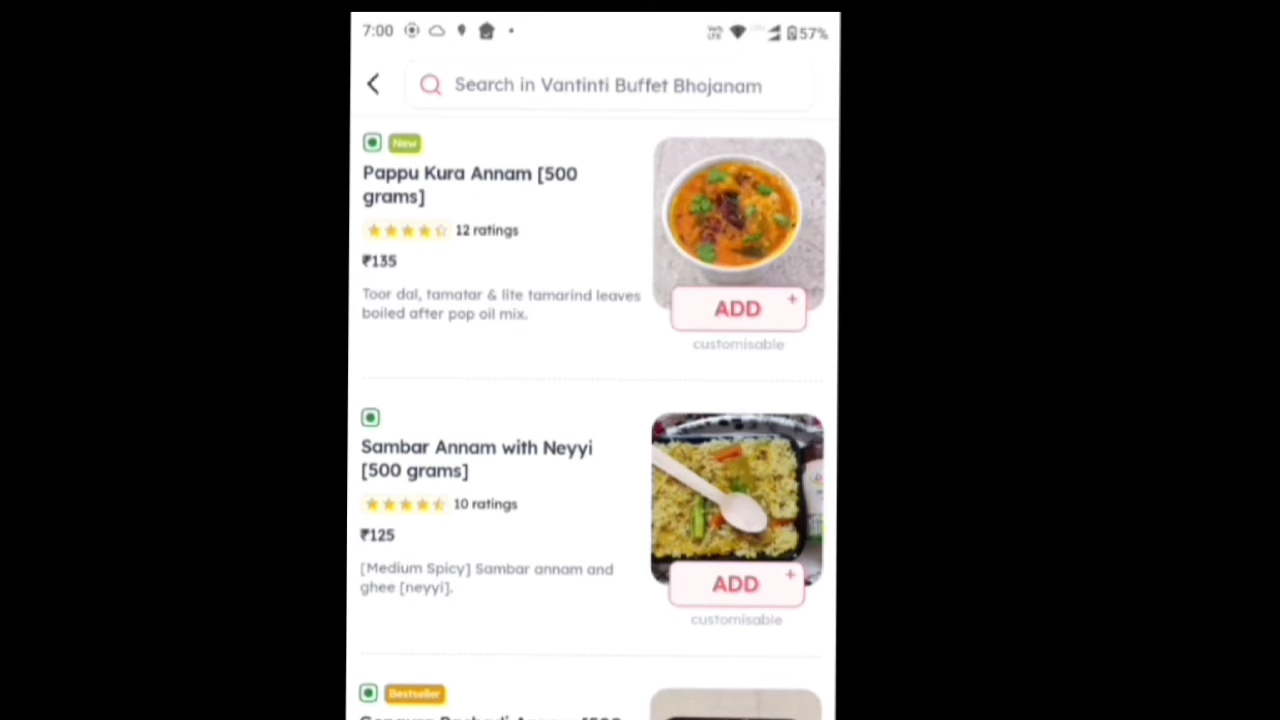 7:00
VoLTE 57%
Search in Vantinti Buffet Bhojanam
New
Pappu Kura Annam [500
grams]
12 ratings
₹135
Toor dal, tamatar & lite tamarind leaves
boiled after pop oil mix.
ADD +
customisable
Sambar Annam with Neyyi
[500 grams]
10 ratings
₹125
[Medium Spicy] Sambar annam and
ghee [neyyi].
ADD +
customisable
Bestseller